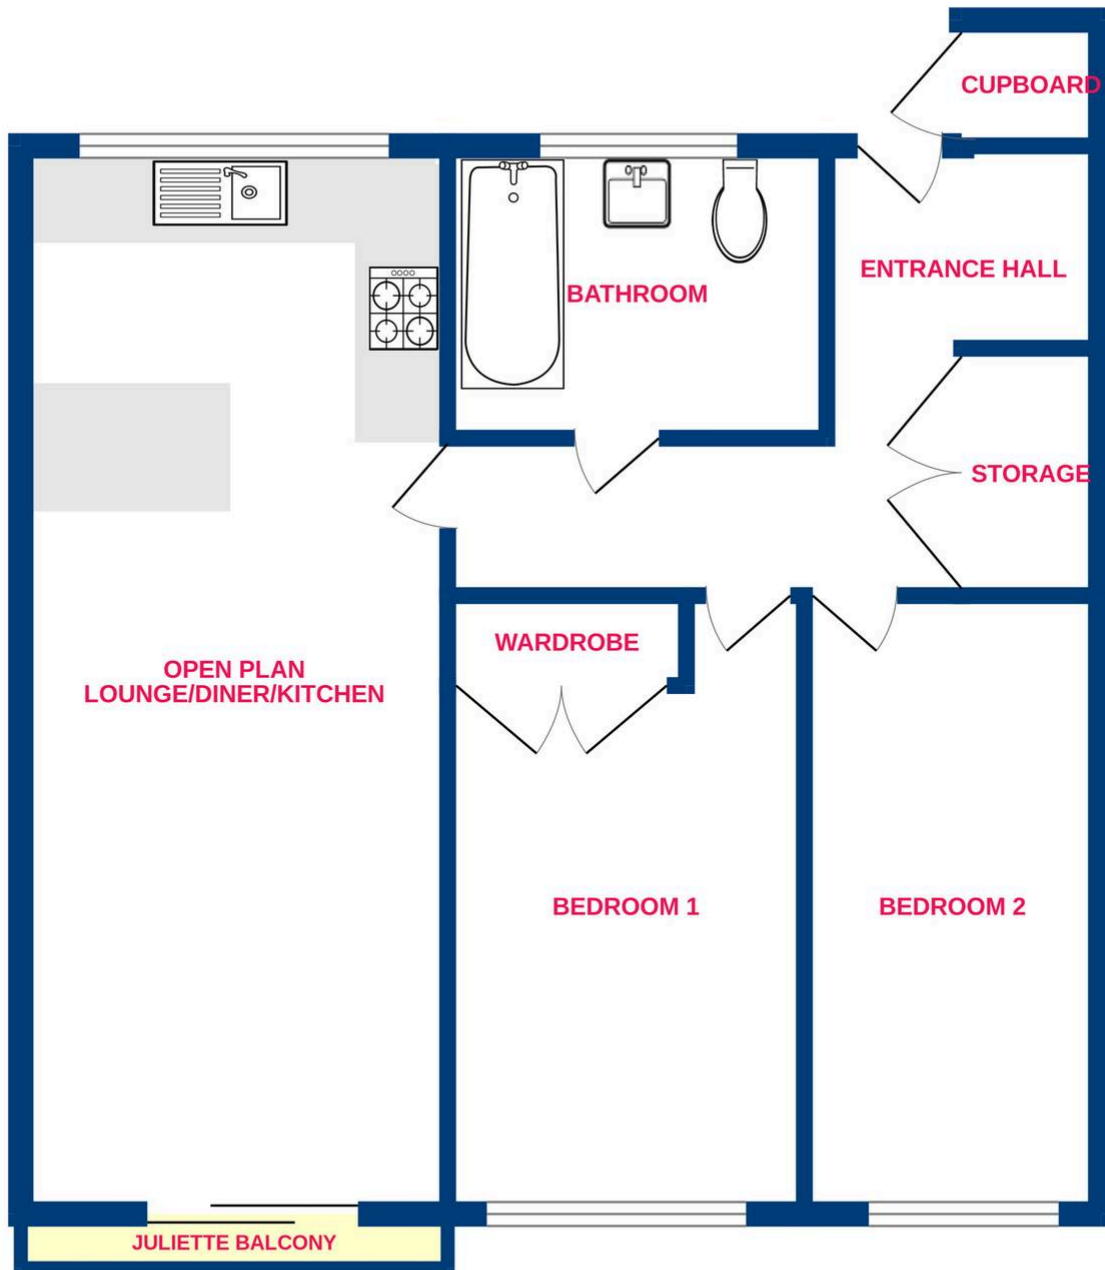 CUPBOARD
ENTRANCE HALL
BATHROOM
STORAGE
WARDROBE
OPEN PLAN
LOUNGE/DINER/KITCHEN
BEDROOM 1
BEDROOM 2
JULIETTE BALCONY